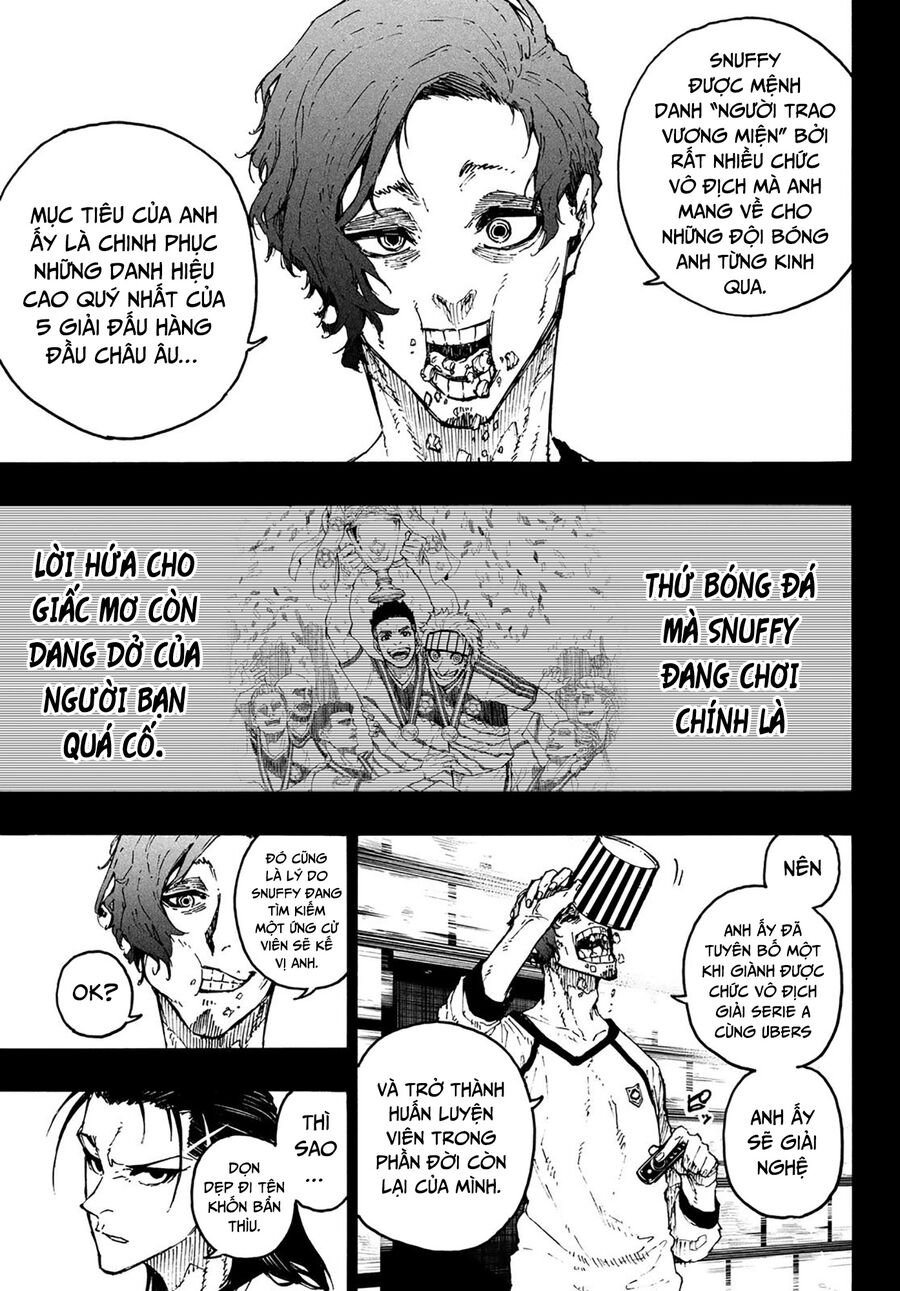 SNUFFY
ĐƯỢC MỆNH
DANH "NGƯỜI TRAO
VƯƠNG MIỆN" BỞI
RẤT NHIỀU CHỨC
VÔ ĐỊCH MÀ ANH
MANG VỀ CHO
NHỮNG ĐỘI BÓNG
ANH TỪNG KINH
QUA.
MỤC TIÊU CỦA ANH
ẤY LÀ CHINH PHỤC
NHỮNG DANH HIỆU
CAO QUÝ NHẤT CỦA
5 GIẢI ĐẤU HÀNG
ĐẦU CHÂU ÂU...
THỨ BÓNG ĐÁ
MÀ SNUFFY
ĐANG CHƠI
CHÍNH LÀ
LỜI HỨA CHO
GIẤC MƠ CÒN
DANG DỞ CỦA
NGƯỜI BẠN
QUÁ CỐ.
NÊN
ANH ẤY ĐÃ
TUYÊN BỐ MỘT
KHI GIÀNH ĐƯỢC
CHỨC VÔ ĐỊCH
GIẢI SERIE A
CÙNG UBERS
ANH ẤY
SẼ GIẢI
NGHỆ
VÀ TRỞ THÀNH
HUẤN LUYỆN
VIÊN TRONG
PHẦN ĐỜI CÒN
LẠI CỦA MÌNH.
ĐÓ CŨNG
LÀ LÝ DO
SNUFFY ĐANG
TÌM KIẾM
MỘT ỨNG CỬ
VIÊN SẼ KẾ
VỊ ANH.
OK?
THÌ
SAO
...
DỌN
DẸP ĐI TÊN
KHỐN BẨN
THỈU.